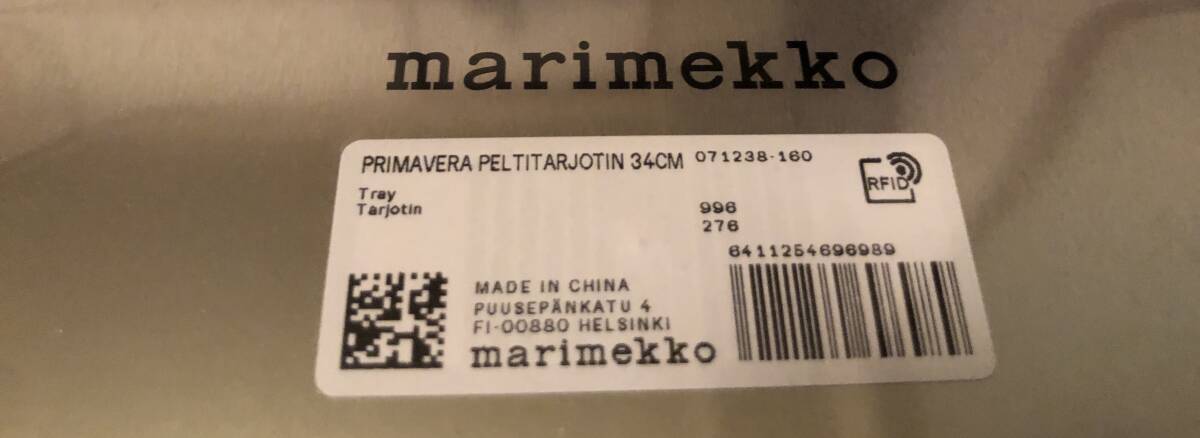 marimekko
PRIMAVERA PELTITARJOTIN 34CM 071238-160
RFID
Tray
Tarjotin
996
276
6411254696989
MADE IN CHINA
PUUSEPÄNKATU 4
FI-00880 HELSINKI
marimekko